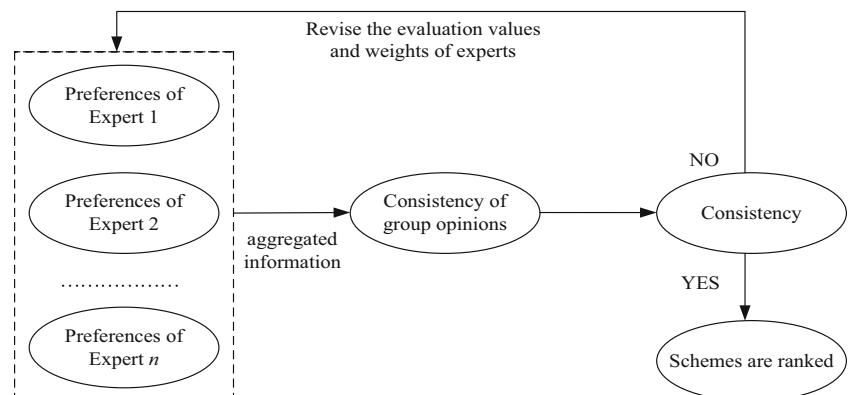 Revise the evaluation values
and weights of experts
Preferences of
Expert 1
NO
Preferences of
Expert 2
Consistency of
group opinions
Consistency
aggregated
information
YES
………………
Preferences of
Expert n
Schemes are ranked